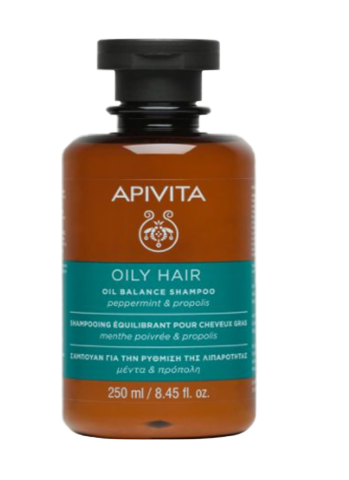 APIVITA
OILY HAIR
OIL BALANCE SHAMPOO
peppermint & propolis
SHAMPOOING ÉQUILIBRANT POUR CHEVEUX GRAS
menthe poivrée & propolis
ΣΑΜΠΟΥΑΝ ΓΙΑ ΤΗΝ ΡΥΘΜΙΣΗ ΤΗΣ ΛΙΠΑΡΟΤΗΤΑΣ
μέντα & πρόπολη
250 ml / 8.45 fl. oz.